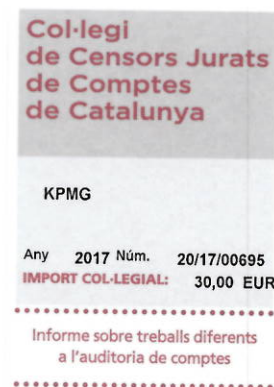 Col·legi
de Censors Jurats
de Comptes
de Catalunya
KPMG
Any 2017 Núm. 20/17/00695
IMPORT COL·LEGIAL: 30,00 EUR
Informe sobre treballs diferents
a l'auditoria de comptes